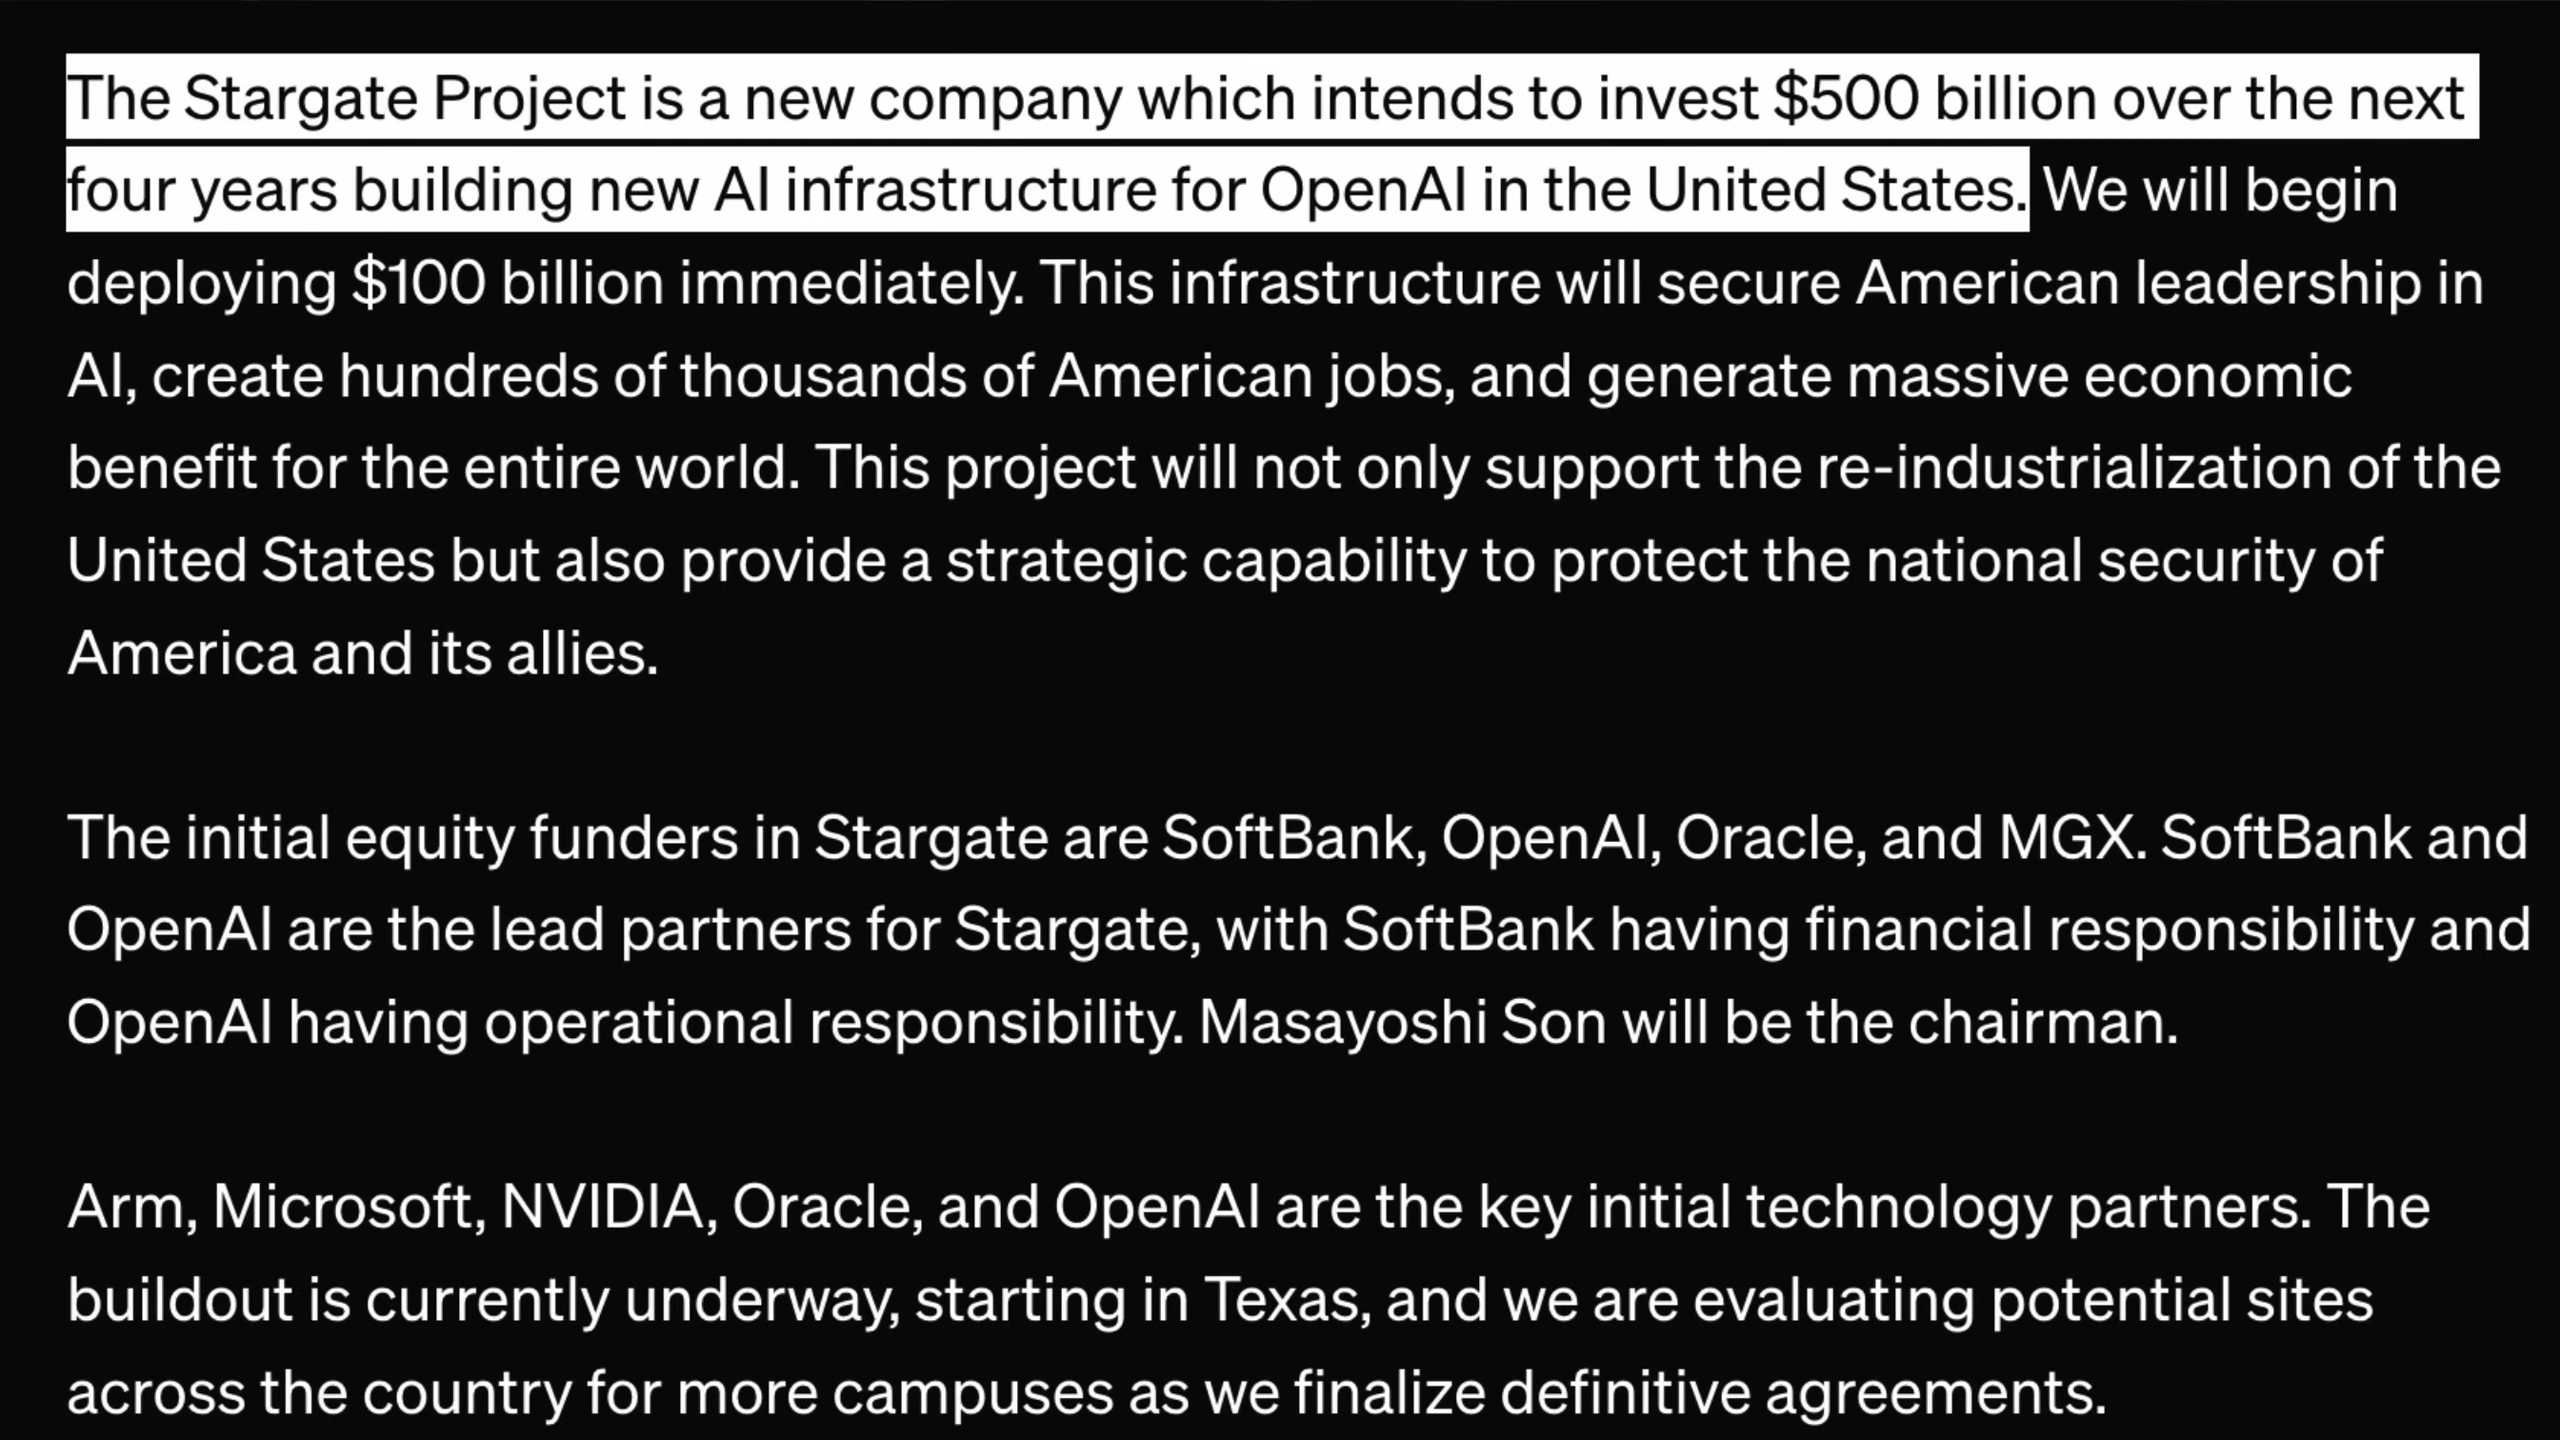 The Stargate Project is a new company which intends to invest $500 billion over the next
four years building new AI infrastructure for OpenAI in the United States. We will begin
deploying $100 billion immediately. This infrastructure will secure American leadership in
AI, create hundreds of thousands of American jobs, and generate massive economic
benefit for the entire world. This project will not only support the re-industrialization of the
United States but also provide a strategic capability to protect the national security of
America and its allies.
The initial equity funders in Stargate are SoftBank, OpenAI, Oracle, and MGX. SoftBank and
OpenAI are the lead partners for Stargate, with SoftBank having financial responsibility and
OpenAI having operational responsibility. Masayoshi Son will be the chairman.
Arm, Microsoft, NVIDIA, Oracle, and OpenAI are the key initial technology partners. The
buildout is currently underway, starting in Texas, and we are evaluating potential sites
across the country for more campuses as we finalize definitive agreements.